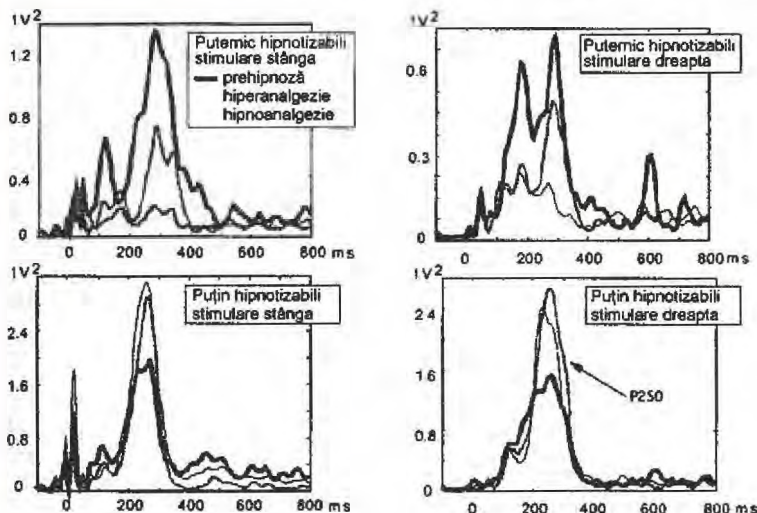 1V²
Puternic hipnotizabili
stimulare stânga
prehipnoză
hiperanalgezie
hipnoanalgezie
1.2
0.8
0.4
0
0 200 400 600 800 ms
1V²
Puternic hipnotizabili
stimulare dreapta
0.6
0.3
0
0 200 400 600 800 ms
1V²
Puțin hipnotizabili
stimulare stânga
2.4
1.6
0.8
0
0 200 400 600 800 ms
1V²
Puțin hipnotizabili
stimulare dreapta
2.4
1.6
0.8
0
P250
0 200 400 600 800 ms